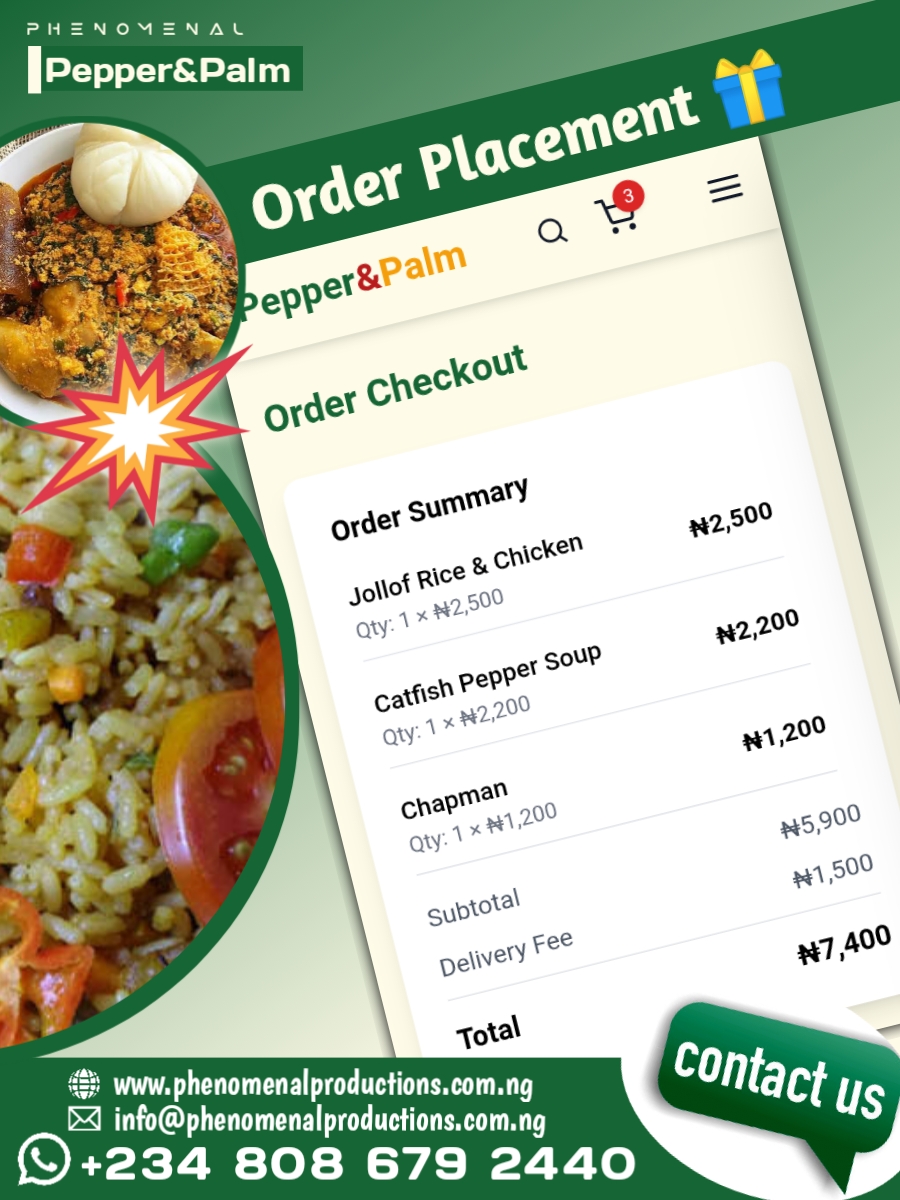 PHENOMENAL
Pepper&Palm
Order Placement
3
Pepper&Palm
Order Checkout
Order Summary
Jollof Rice & Chicken ₦2,500
Qty: 1 × ₦2,500
Catfish Pepper Soup ₦2,200
Qty: 1 × ₦2,200
Chapman ₦1,200
Qty: 1 × ₦1,200
Subtotal ₦5,900
Delivery Fee ₦1,500
Total ₦7,400
contact us
www.phenomenalproductions.com.ng
info@phenomenalproductions.com.ng
+234 808 679 2440